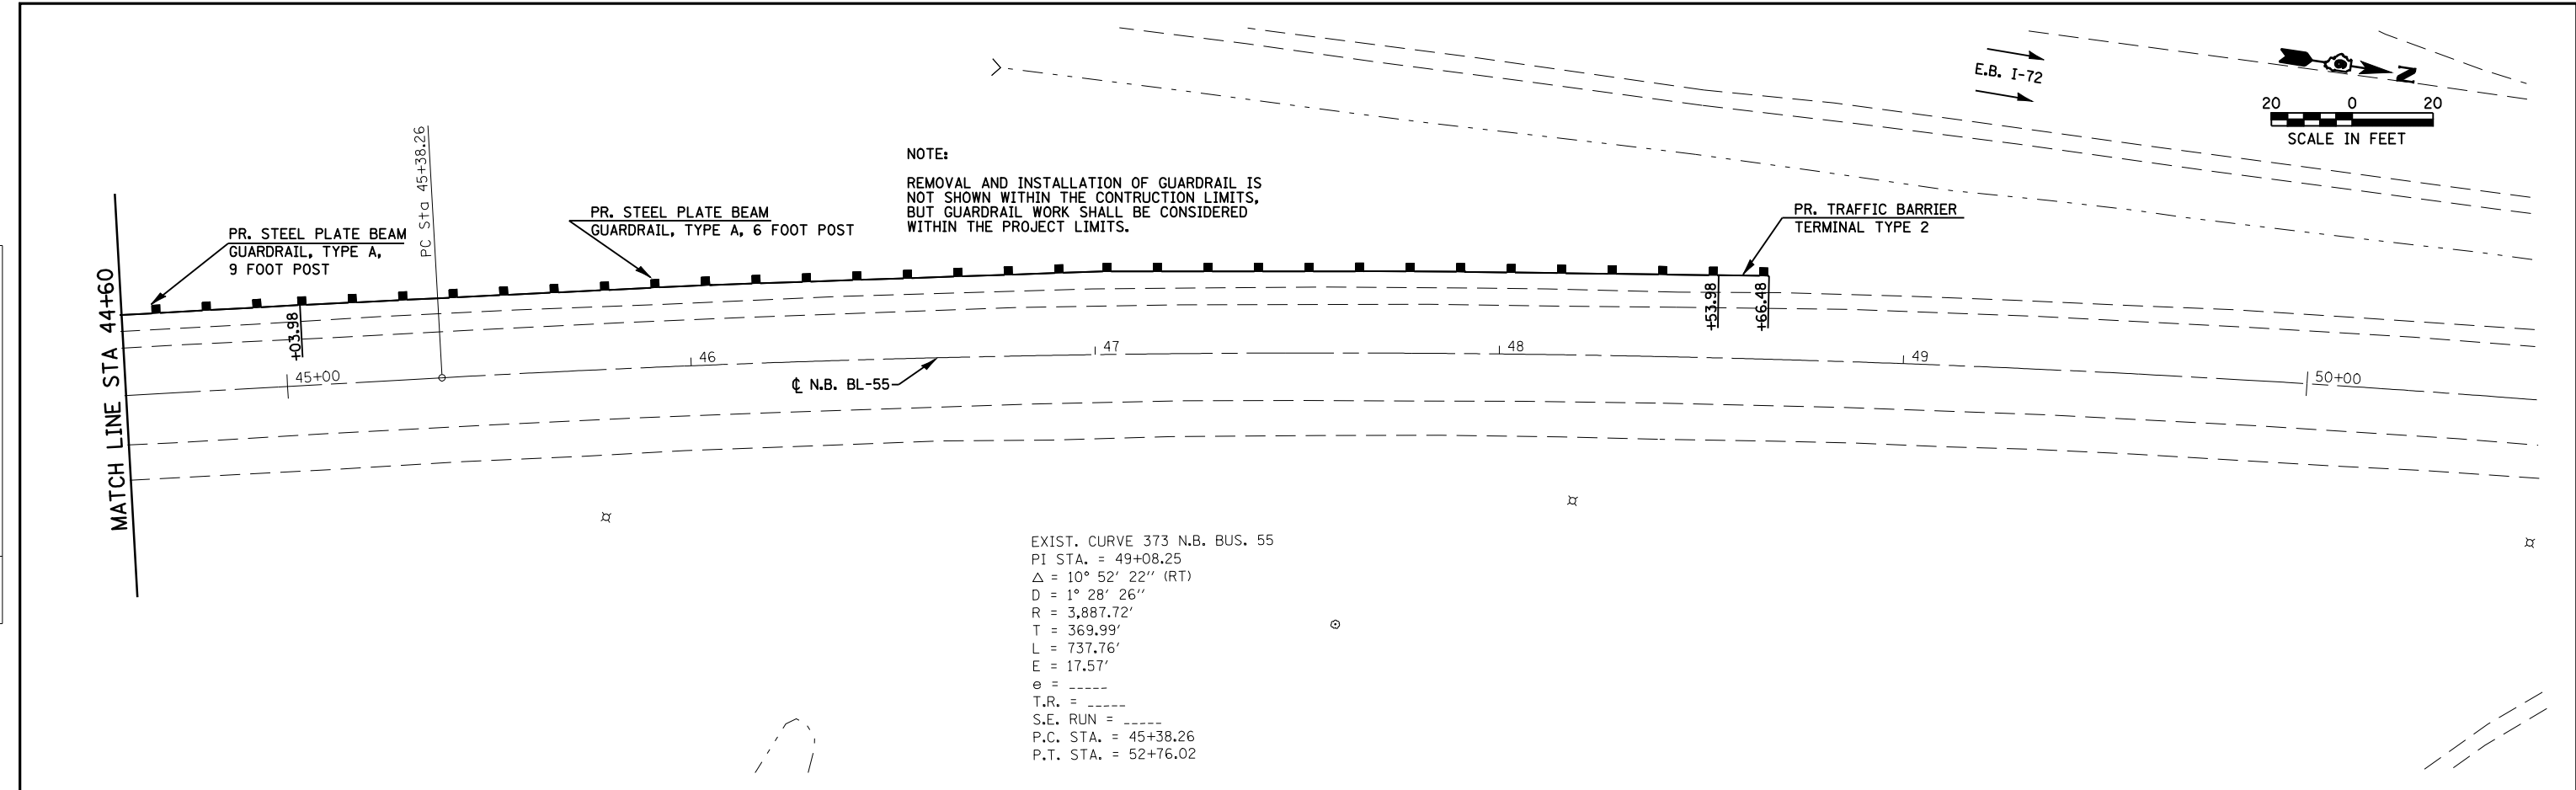 E.B. I-72
N
20 0 20
SCALE IN FEET
NOTE:
REMOVAL AND INSTALLATION OF GUARDRAIL IS
NOT SHOWN WITHIN THE CONTRUCTION LIMITS,
BUT GUARDRAIL WORK SHALL BE CONSIDERED
WITHIN THE PROJECT LIMITS.
PC Sta 45+38.26
PR. STEEL PLATE BEAM
GUARDRAIL, TYPE A,
9 FOOT POST
PR. STEEL PLATE BEAM
GUARDRAIL, TYPE A, 6 FOOT POST
PR. TRAFFIC BARRIER
TERMINAL TYPE 2
MATCH LINE STA 44+60
+03.98
+53.98
+66.48
45+00
46
47
48
49
50+00
℄ N.B. BL-55
EXIST. CURVE 373 N.B. BUS. 55
PI STA. = 49+08.25
△ = 10° 52' 22'' (RT)
D = 1° 28' 26''
R = 3,887.72'
T = 369.99'
L = 737.76'
E = 17.57'
e = _____
T.R. = _____
S.E. RUN = _____
P.C. STA. = 45+38.26
P.T. STA. = 52+76.02